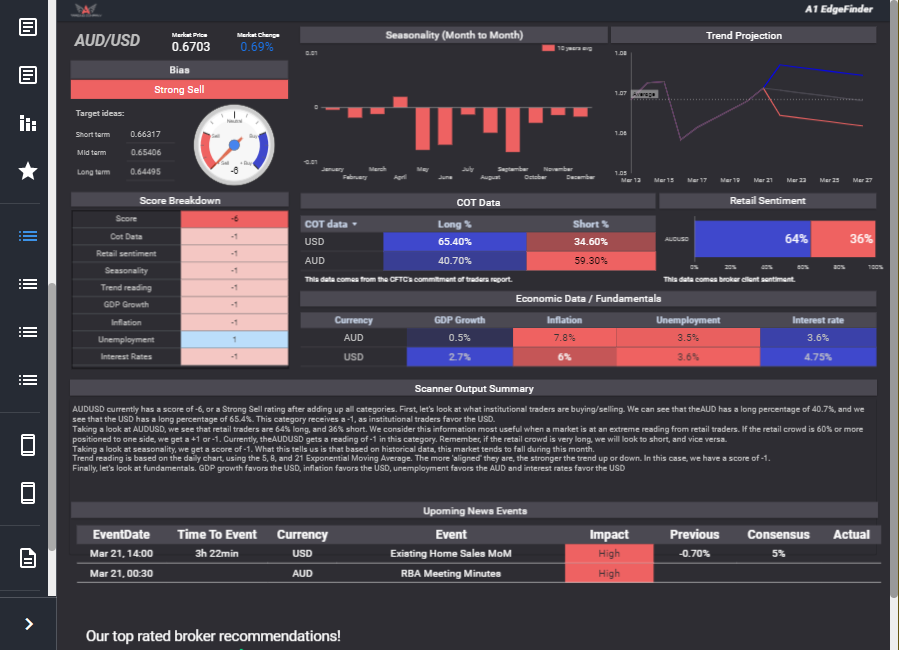 A1 EdgeFinder
AUD/USD
Market Price
0.6703
Market Change
0.69%
Bias
Strong Sell
Target ideas:
Short term 0.66317
Mid term 0.65406
Long term 0.64495
Neutral
Sell
Buy
- Sell
+ Buy
-6
Seasonality (Month to Month)
10 years avg
0.01
0
-0.01
January
February
March
April
May
June
July
August
September
October
November
December
Trend Projection
1.08
1.07
1.06
1.05
Average
Mar 13 Mar 15 Mar 17 Mar 19 Mar 21 Mar 23 Mar 25 Mar 27
Score Breakdown
Score -6
Cot Data -1
Retail sentiment -1
Seasonality -1
Trend reading -1
GDP Growth -1
Inflation -1
Unemployment 1
Interest Rates -1
COT Data
COT data Long % Short %
USD 65.40% 34.60%
AUD 40.70% 59.30%
This data comes from the CFTC's commitment of traders report.
Retail Sentiment
AUDUSD 64% 36%
0% 20% 40% 60% 80% 100%
This data comes broker client sentiment.
Economic Data / Fundamentals
Currency GDP Growth Inflation Unemployment Interest rate
AUD 0.5% 7.8% 3.5% 3.6%
USD 2.7% 6% 3.6% 4.75%
Scanner Output Summary
AUDUSD currently has a score of -6, or a Strong Sell rating after adding up all categories. First, let's look at what institutional traders are buying/selling. We can see that theAUD has a long percentage of 40.7%, and we
see that the USD has a long percentage of 65.4%. This category receives a -1, as institutional traders favor the USD.
Taking a look at AUDUSD, we see that retail traders are 64% long, and 36% short. We consider this information most useful when a market is at an extreme reading from retail traders. If the retail crowd is 60% or more
positioned to one side, we get a +1 or -1. Currently, theAUDUSD gets a reading of -1 in this category. Remember, if the retail crowd is very long, we will look to short, and vice versa.
Taking a look at seasonality, we get a score of -1. What this tells us is that based on historical data, this market tends to fall during this month.
Trend reading is based on the daily chart, using the 5, 8, and 21 Exponential Moving Average. The more 'aligned' they are, the stronger the trend up or down. In this case, we have a score of -1.
Finally, let's look at fundamentals. GDP growth favors the USD, inflation favors the USD, unemployment favors the AUD and interest rates favor the USD
Upcoming News Events
EventDate Time To Event Currency Event Impact Previous Consensus Actual
Mar 21, 14:00 3h 22min USD Existing Home Sales MoM High -0.70% 5%
Mar 21, 00:30 AUD RBA Meeting Minutes High
Our top rated broker recommendations!